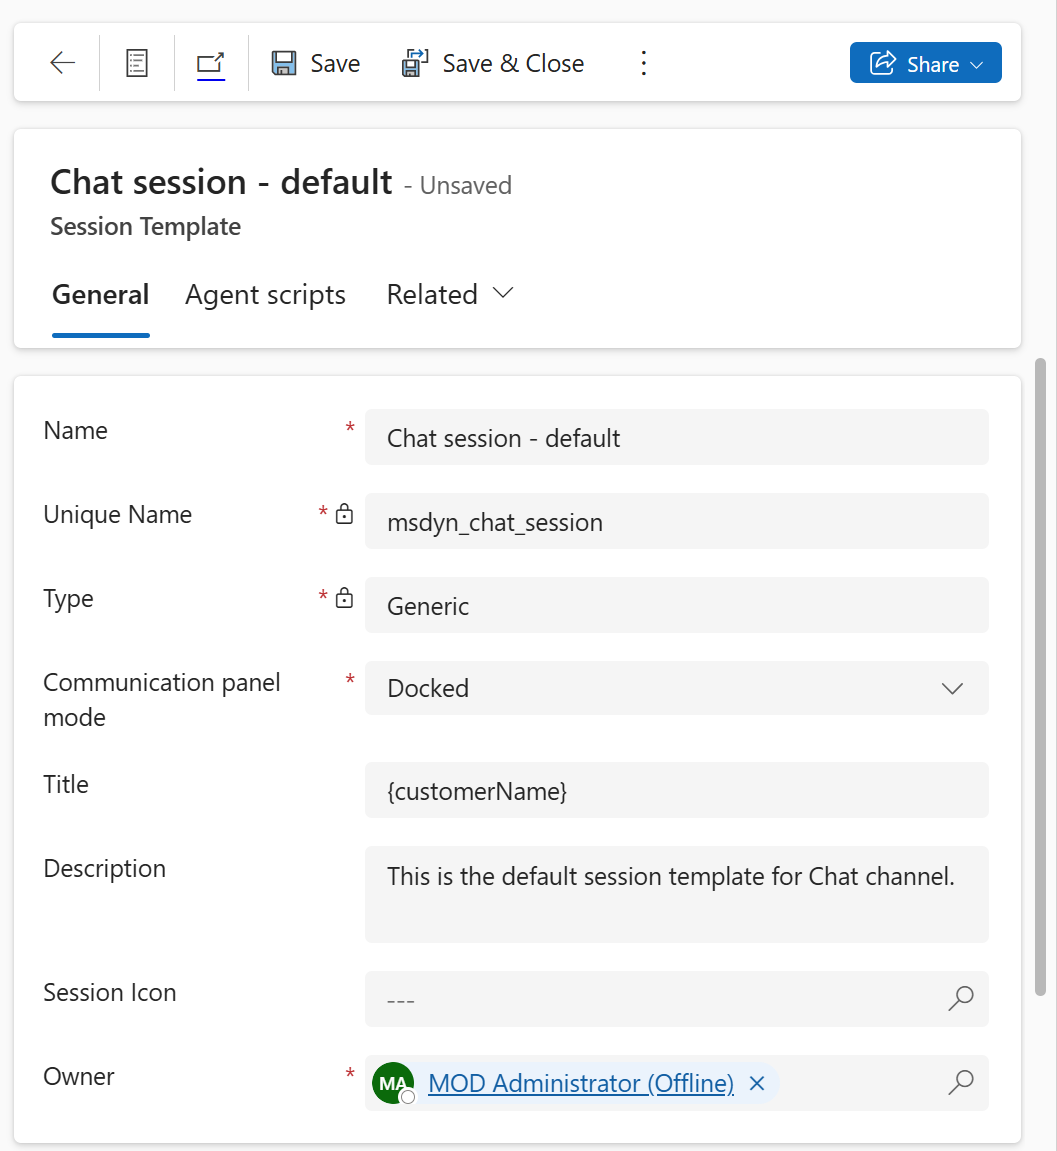 Save
Save & Close
Share
Chat session - default - Unsaved
Session Template
General
Agent scripts
Related
Name * Chat session - default
Unique Name * msdyn_chat_session
Type * Generic
Communication panel mode * Docked
Title {customerName}
Description This is the default session template for Chat channel.
Session Icon ---
Owner * MA MOD Administrator (Offline)